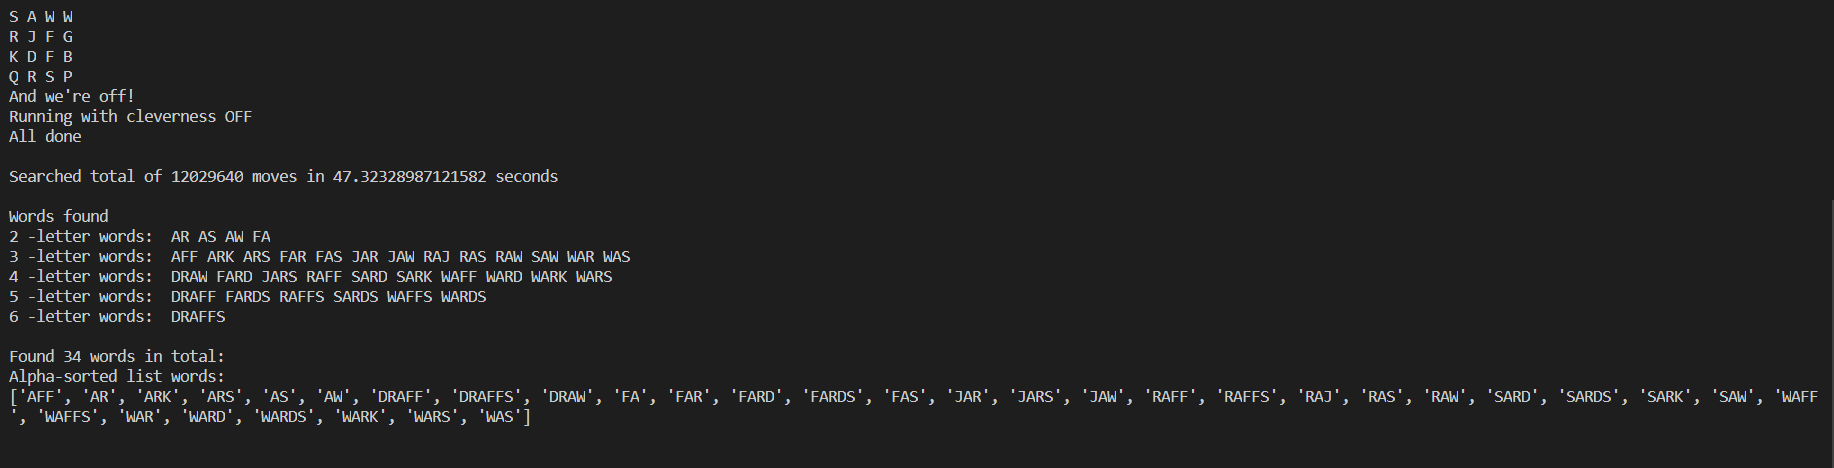 S A W W
R J F G
K D F B
Q R S P
And we're off!
Running with cleverness OFF
All done
Searched total of 12029640 moves in 47.32328987121582 seconds
Words found
2 -letter words:  AR AS AW FA
3 -letter words:  AFF ARK ARS FAR FAS JAR JAW RAJ RAS RAW SAW WAR WAS
4 -letter words:  DRAW FARD JARS RAFF SARD SARK WAFF WARD WARK WARS
5 -letter words:  DRAFF FARDS RAFFS SARDS WAFFS WARDS
6 -letter words:  DRAFFS
Found 34 words in total:
Alpha-sorted list words:
['AFF', 'AR', 'ARK', 'ARS', 'AS', 'AW', 'DRAFF', 'DRAFFS', 'DRAW', 'FA', 'FAR', 'FARD', 'FARDS', 'FAS', 'JAR', 'JARS', 'JAW', 'RAFF', 'RAFFS', 'RAJ', 'RAS', 'RAW', 'SARD', 'SARDS', 'SARK', 'SAW', 'WAFF
', 'WAFFS', 'WAR', 'WARD', 'WARDS', 'WARK', 'WARS', 'WAS']